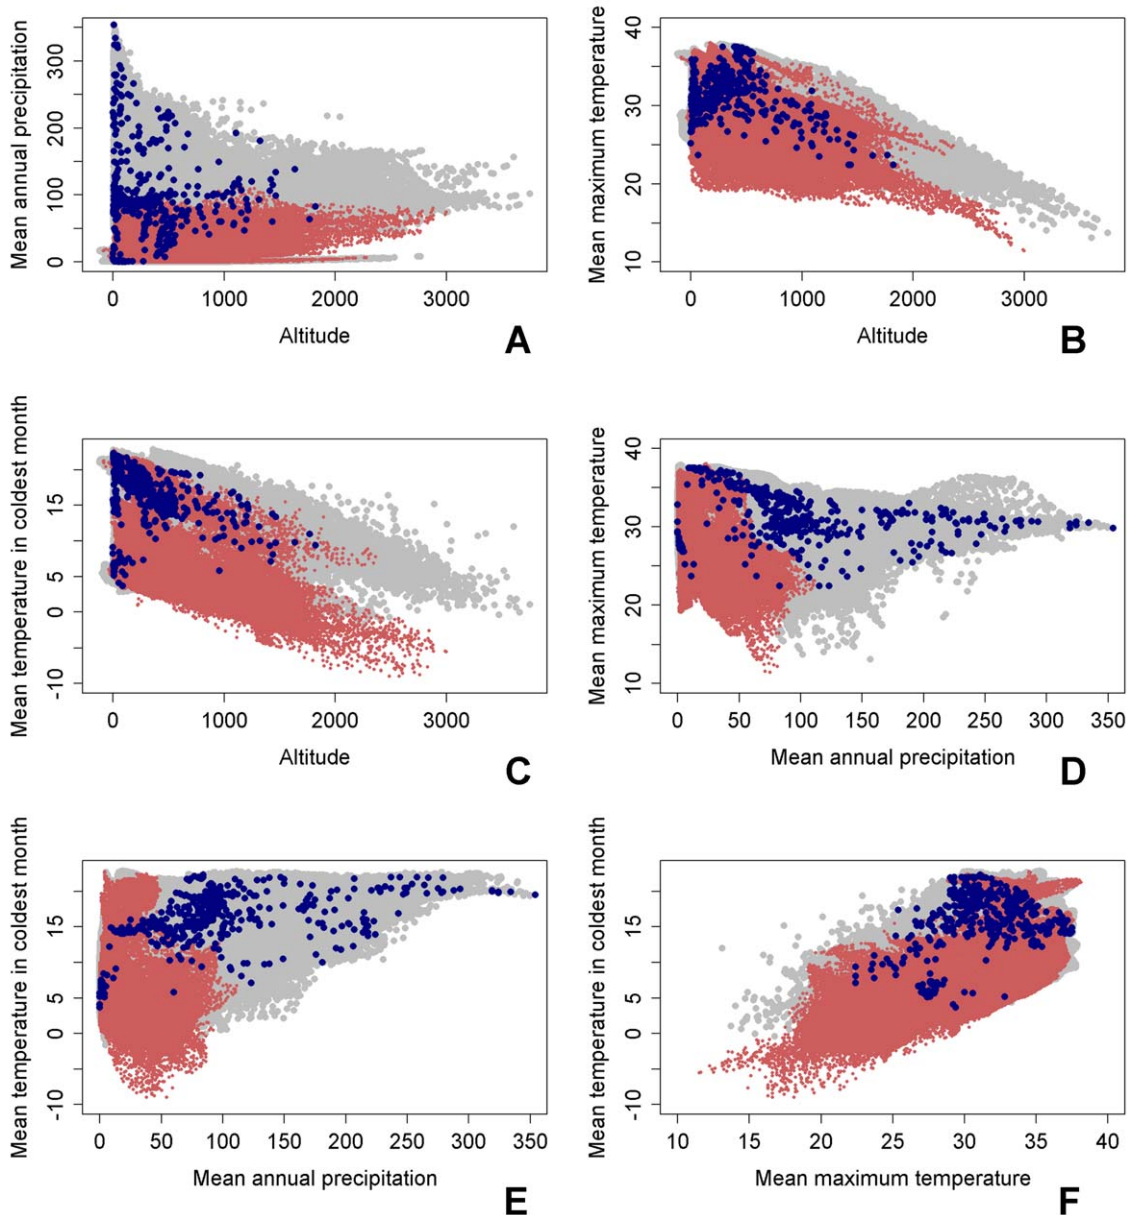 Mean annual precipitation
0 100 200 300
0 1000 2000 3000
Altitude
A
Mean maximum temperature
10 20 30 40
0 1000 2000 3000
Altitude
B
Mean temperature in coldest month
-10 0 5 15
0 1000 2000 3000
Altitude
C
Mean maximum temperature
10 20 30 40
0 50 100 150 200 250 300 350
Mean annual precipitation
D
Mean temperature in coldest month
-10 0 5 15
0 50 100 150 200 250 300 350
Mean annual precipitation
E
Mean temperature in coldest month
-10 0 5 15
10 20 25 30 35 40
Mean maximum temperature
F